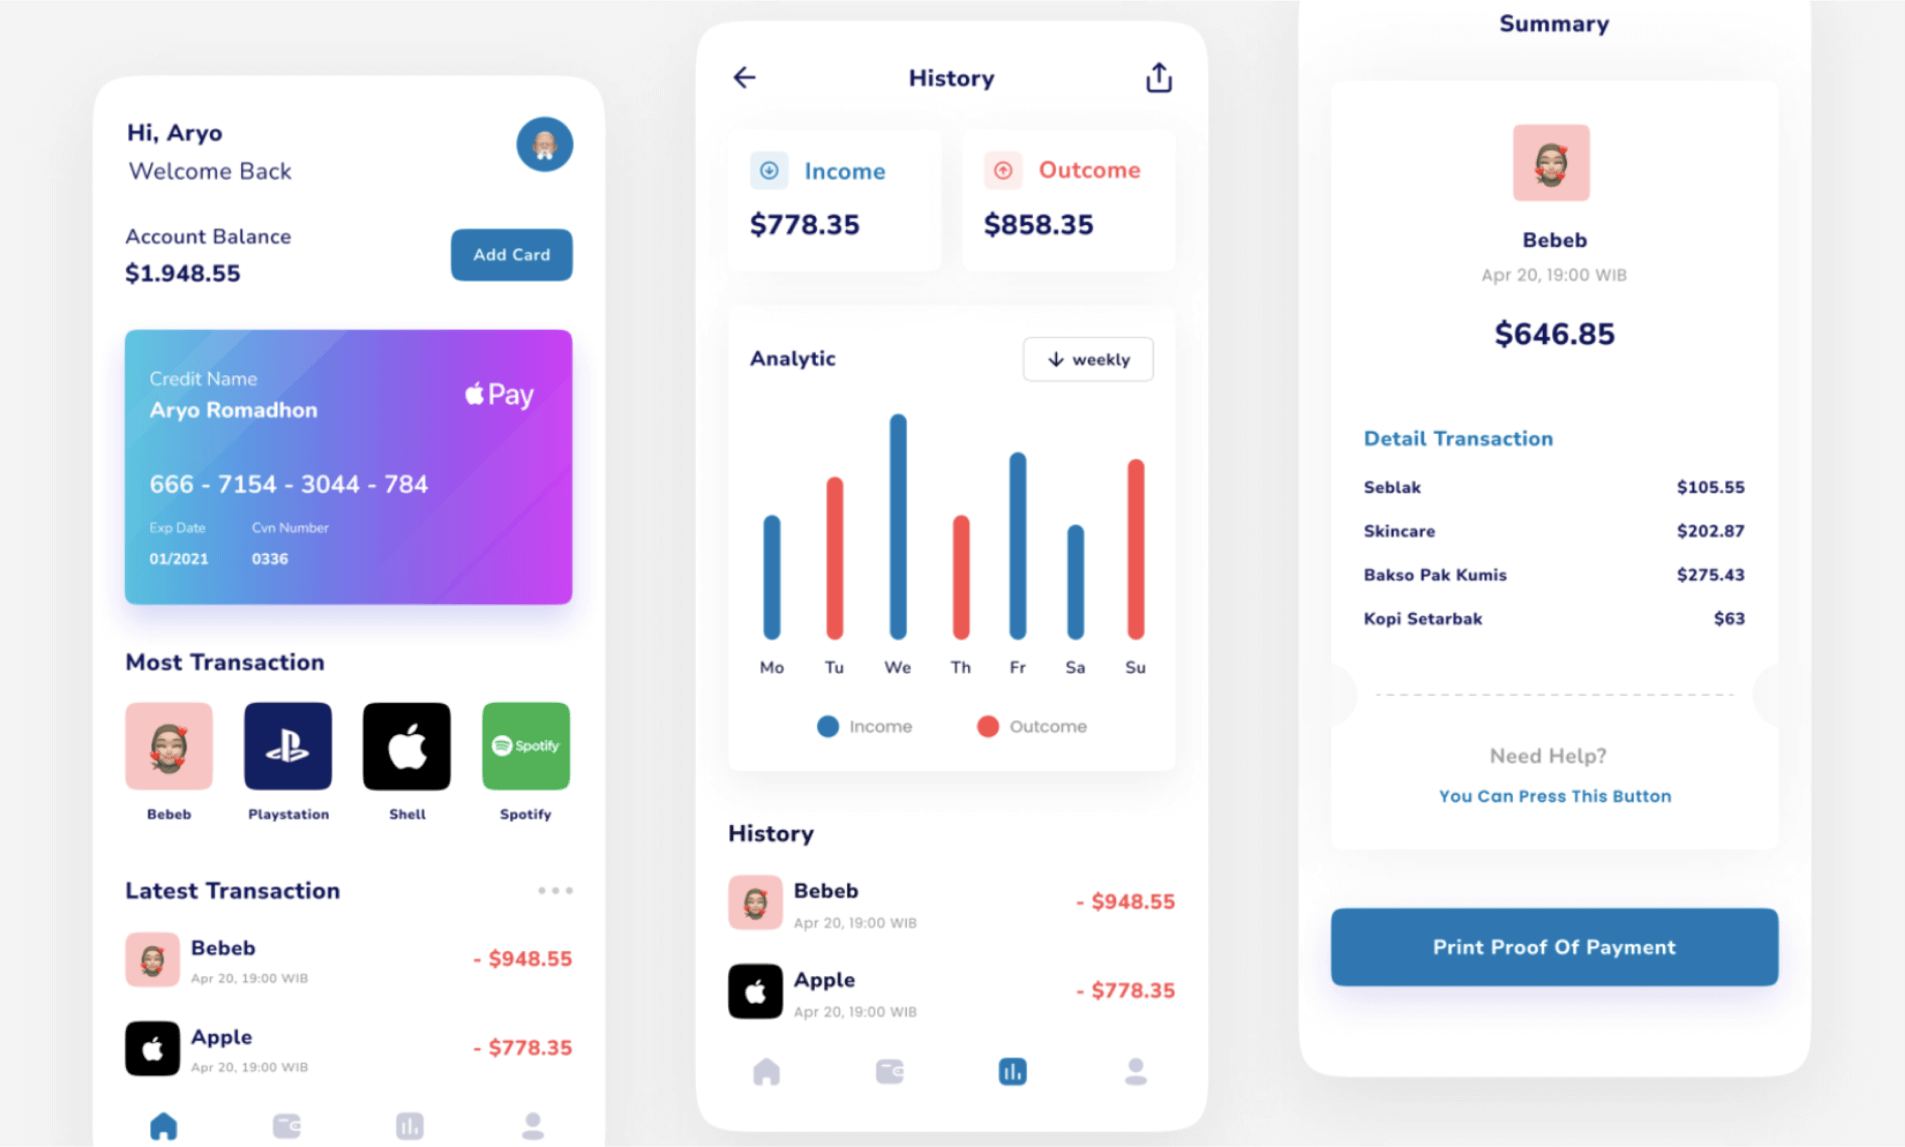 Hi, Aryo
Welcome Back
Account Balance
$1.948.55
Add Card
Credit Name
Aryo Romadhon
Pay
666 - 7154 - 3044 - 784
Exp Date Cvn Number
01/2021 0336
Most Transaction
Spotify
Bebeb Playstation Shell Spotify
Latest Transaction
Bebeb
- $948.55
Apr 20, 19:00 WIB
Apple
- $778.35
Apr 20, 19:00 WIB
History
Income
$778.35
Outcome
$858.35
Analytic
weekly
Mo Tu We Th Fr Sa Su
Income Outcome
History
Bebeb
- $948.55
Apr 20, 19:00 WIB
Apple
- $778.35
Apr 20, 19:00 WIB
Summary
Bebeb
Apr 20, 19:00 WIB
$646.85
Detail Transaction
Seblak $105.55
Skincare $202.87
Bakso Pak Kumis $275.43
Kopi Setarbak $63
Need Help?
You Can Press This Button
Print Proof Of Payment